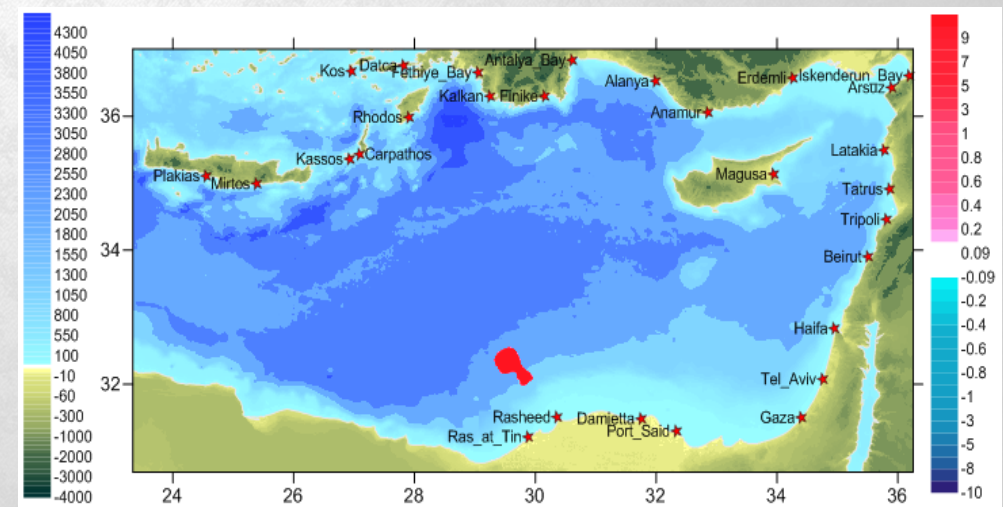 4300
4050
3800
3550
3300
3050
2800
2550
2300
2050
1800
1550
1300
1050
800
550
100
-10
-60
-300
-1000
-2000
-3000
-4000
36
34
32
24 26 28 30 32 34 36
Kos
Datca
Fethiye_Bay
Antalya_Bay
Kalkan
Finike
Alanya
Erdemli
Iskenderun_Bay
Arsuz
Anamur
Rhodos
Kassos
Carpathos
Plakias
Mirtos
Magusa
Latakia
Tatrus
Tripoli
Beirut
Haifa
Tel_Aviv
Gaza
Rasheed
Damietta
Port_Said
Ras_at_Tin
9
7
5
3
1
0.8
0.6
0.4
0.2
0.09
-0.09
-0.2
-0.4
-0.6
-0.8
-1
-3
-5
-8
-10